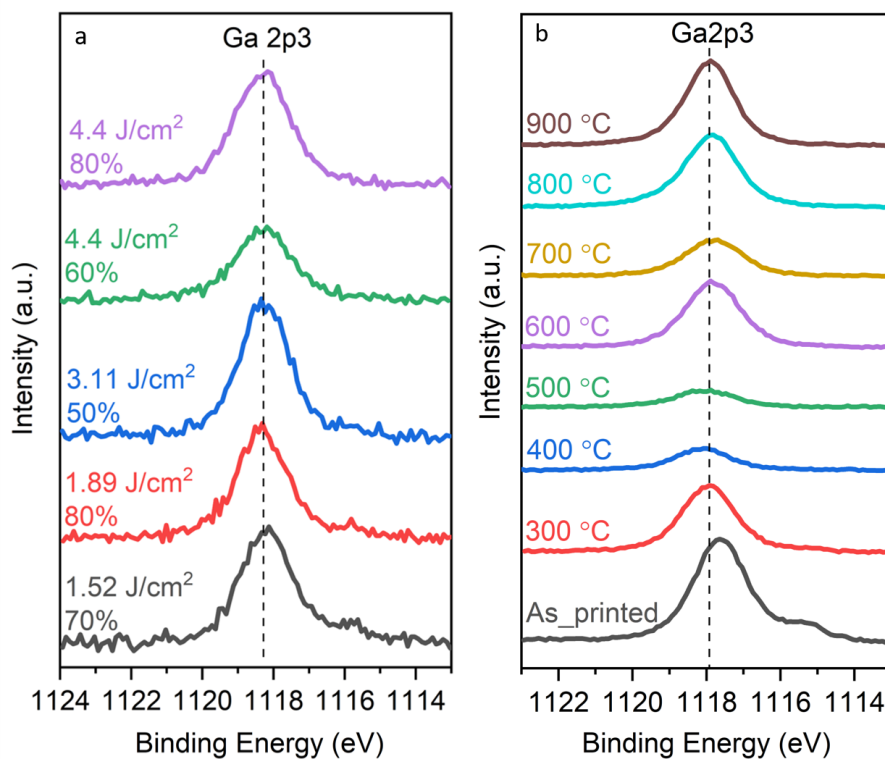 a
Ga 2p3
4.4 J/cm²
80%
4.4 J/cm²
60%
3.11 J/cm²
50%
1.89 J/cm²
80%
1.52 J/cm²
70%
Intensity (a.u.)
1124 1122 1120 1118 1116 1114
Binding Energy (eV)
b
Ga2p3
900 °C
800 °C
700 °C
600 °C
500 °C
400 °C
300 °C
As_printed
Intensity (a.u.)
1122 1120 1118 1116 1114
Binding Energy (eV)